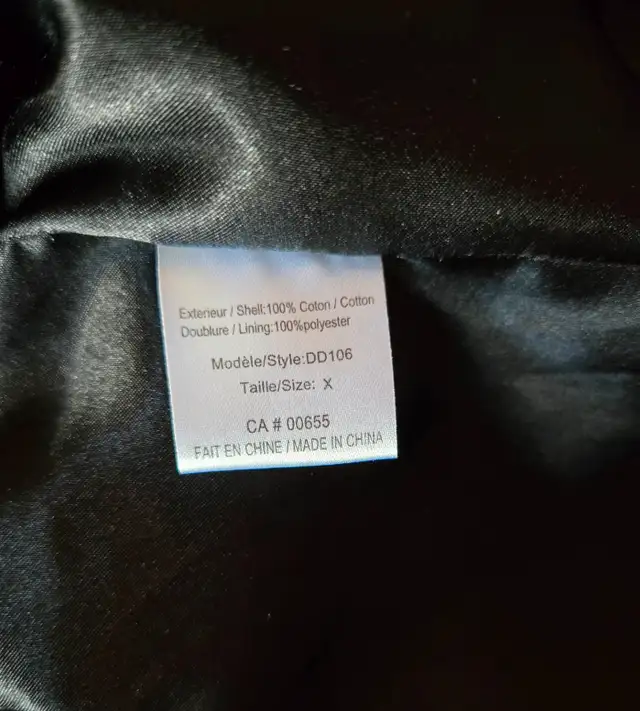 Exterieur / Shell:100% Coton / Cotton
Doublure / Lining:100%polyester
Modèle/Style:DD106
Taille/Size: X
CA # 00655
FAIT EN CHINE / MADE IN CHINA